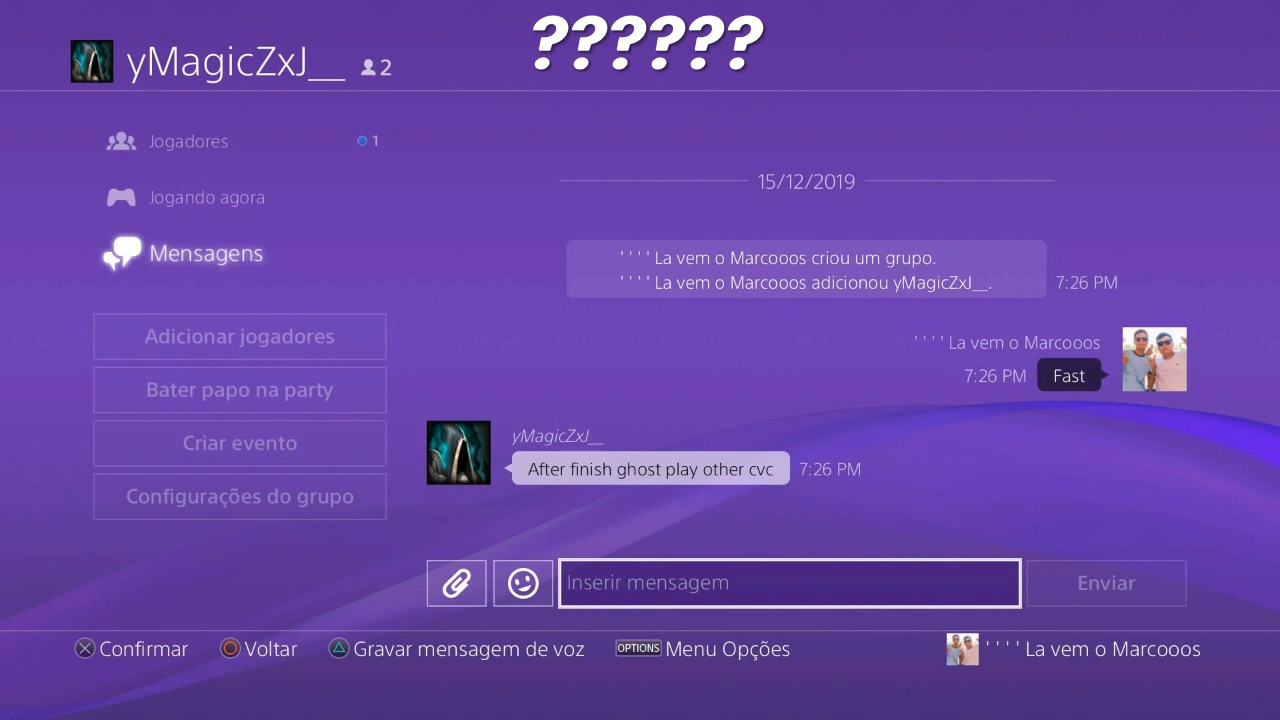 ??????
yMagicZxJ__ 2
Jogadores 1
Jogando agora
Mensagens
Adicionar jogadores
Bater papo na party
Criar evento
Configurações do grupo
15/12/2019
' ' ' ' La vem o Marcooos criou um grupo.
' ' ' ' La vem o Marcooos adicionou yMagicZxJ__. 7:26 PM
' ' ' ' La vem o Marcooos
7:26 PM Fast
yMagicZxJ__
After finish ghost play other cvc 7:26 PM
Inserir mensagem Enviar
Confirmar Voltar Gravar mensagem de voz OPTIONS Menu Opções ' ' ' ' La vem o Marcooos